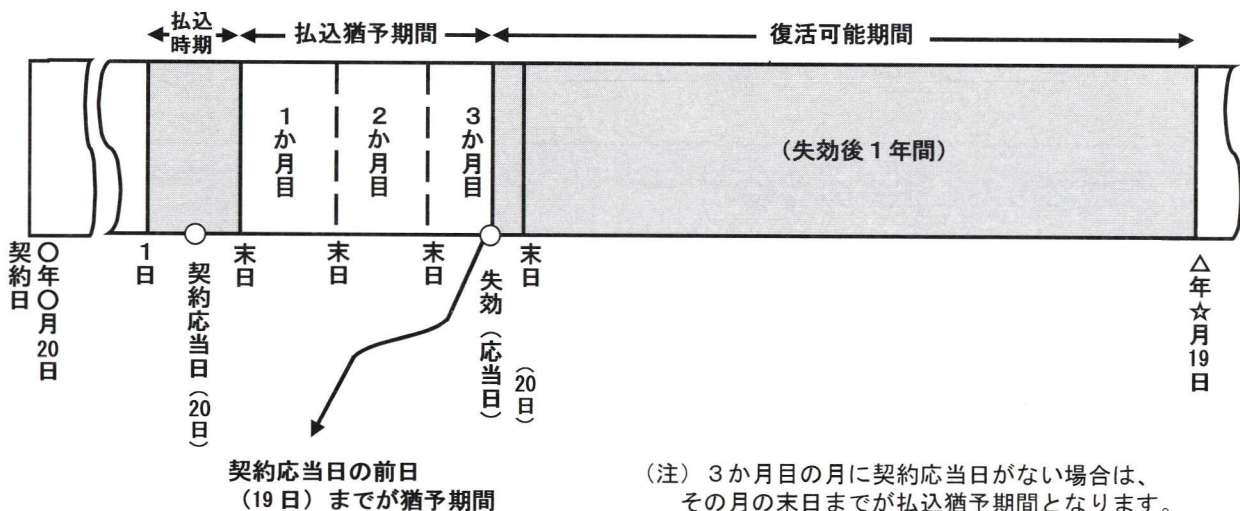 払込
時期
払込猶予期間
復活可能期間
1か月目
2か月目
3か月目
(失効後1年間)
契約日
〇年〇月20日
1日
契約応当日(20日)
末日
末日
末日
失効(応当日)
(20日)
末日
△年☆月19日
契約応当日の前日
(19日)までが猶予期間
(注) 3か月目の月に契約応当日がない場合は、
その月の末日までが払込猶予期間となります。